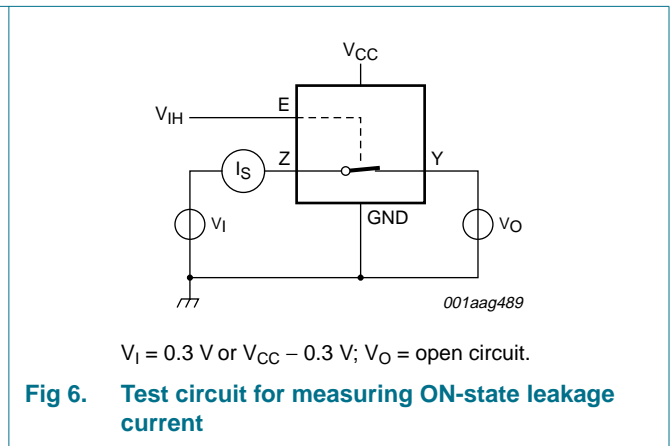 VCC
E
VIH
Z
Y
IS
GND
VI
VO
001aag489
VI = 0.3 V or VCC − 0.3 V; VO = open circuit.
Fig 6. Test circuit for measuring ON-state leakage
current